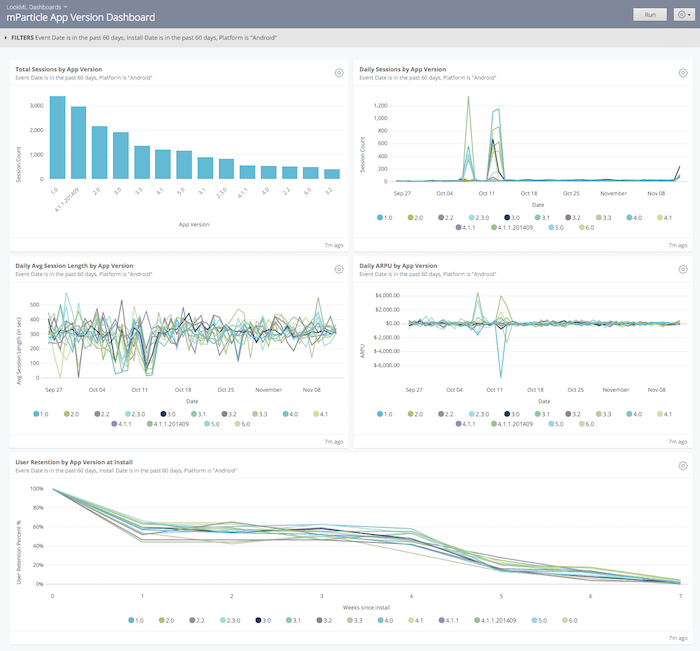 LookML Dashboards
mParticle App Version Dashboard
Run
FILTERS Event Date is in the past 60 days, Install Date is in the past 60 days, Platform is "Android"
Total Sessions by App Version
Event Date is in the past 60 days, Platform is "Android"
Session Count
3,000
2,000
1,000
0
1.0
4.1.1.201409
2.0
3.0
3.3
4.1
5.0
3.1
2.3.0
4.1.1
4.0
2.2
6.0
3.2
App Version
7m ago
Daily Sessions by App Version
Event Date is in the past 60 days, Platform is "Android"
Session Count
1,200
1,000
800
600
400
200
0
Sep 27 Oct 04 Oct 11 Oct 18 Oct 25 November Nov 08
Date
1.0 2.0 2.2 2.3.0 3.0 3.1 3.2 3.3 4.0 4.1
4.1.1 4.1.1.201409 5.0 6.0
7m ago
Daily Avg Session Length by App Version
Event Date is in the past 60 days, Platform is "Android"
Avg Session Length (in sec)
500
400
300
200
100
0
Sep 27 Oct 04 Oct 11 Oct 18 Oct 25 November Nov 08
Date
1.0 2.0 2.2 2.3.0 3.0 3.1 3.2 3.3 4.0 4.1
4.1.1 4.1.1.201409 5.0 6.0
7m ago
Daily ARPU by App Version
Event Date is in the past 60 days, Platform is "Android"
ARPU
$4,000.00
$2,000.00
$0.00
$-2,000.00
$-4,000.00
$-6,000.00
Sep 27 Oct 04 Oct 11 Oct 18 Oct 25 November Nov 08
Date
1.0 2.0 2.2 2.3.0 3.0 3.1 3.2 3.3 4.0 4.1
4.1.1 4.1.1.201409 5.0 6.0
7m ago
User Retention by App Version at Install
Event Date is in the past 60 days, Install Date is in the past 60 days, Platform is "Android"
User Retention Percent %
100%
80%
60%
40%
20%
0%
0 1 2 3 4 5 6 7
Weeks since install
1.0 2.0 2.2 2.3.0 3.0 3.1 3.2 3.3 4.0 4.1 4.1.1 4.1.1.201409 5.0 6.0
7m ago